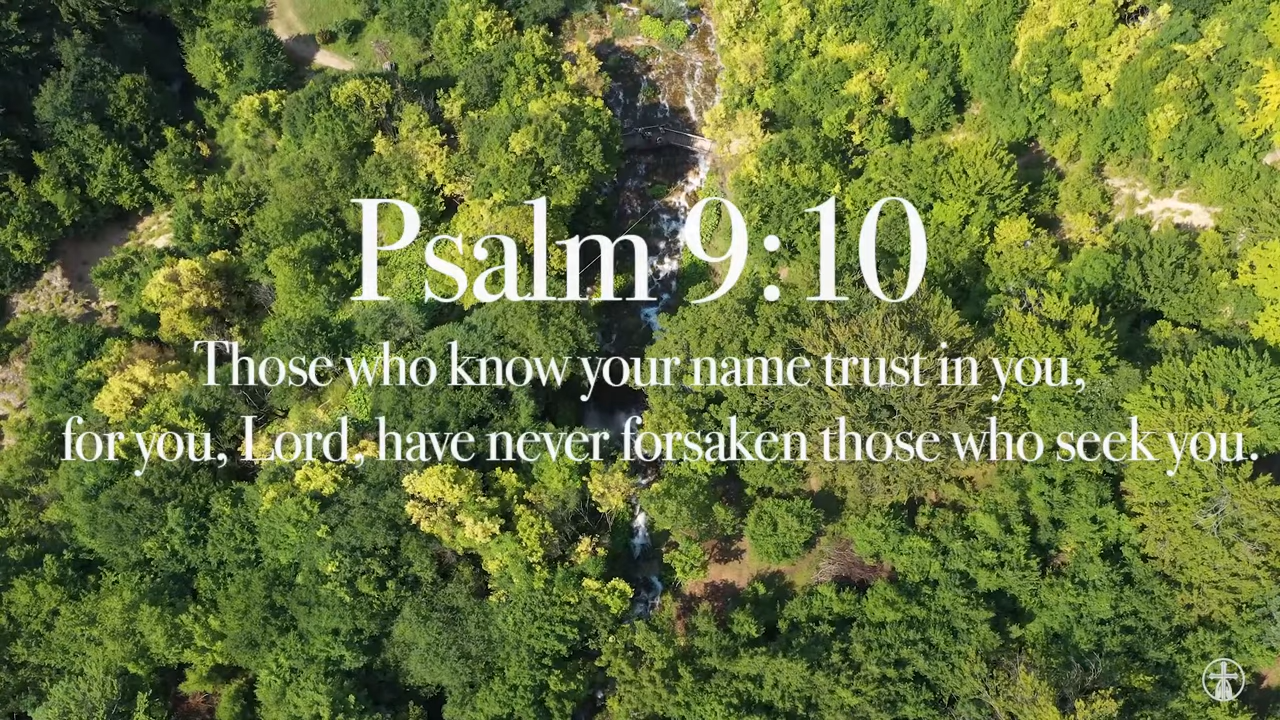 Psalm 9:10
Those who know your name trust in you,
for you, Lord, have never forsaken those who seek you.